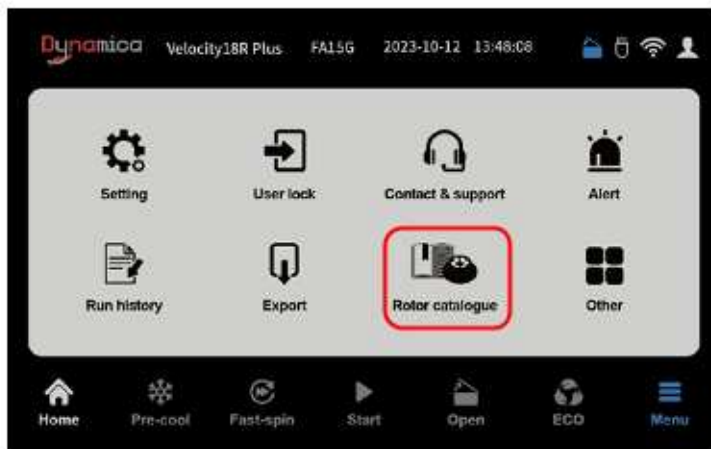 Dynamica Velocity18R Plus FA15G 2023-10-12 13:48:08
Setting User lock Contact & support Alert
Run history Export Rotor catalogue Other
Home Pre-cool Fast-spin Start Open ECO Menu